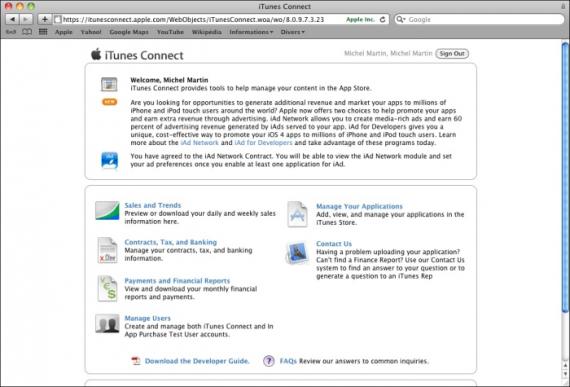 iTunes Connect
https://itunesconnect.apple.com/WebObjects/iTunesConnect.woa/wo/8.0.9.7.3.23
Apple Inc.
Google
Apple Yahoo! Google Maps YouTube Wikipédia Informations Divers
iTunes Connect
Michel Martin, Michel Martin Sign Out
Welcome, Michel Martin
iTunes Connect provides tools to help manage your content in the App Store.
NEW
Are you looking for opportunities to generate additional revenue and market your apps to millions of
iPhone and iPod touch users around the world? Apple now offers two choices to help promote your apps
and earn extra revenue through advertising. iAd Network allows you to create media-rich ads and earn 60
percent of advertising revenue generated by iAds served to your app. iAd for Developers gives you a
unique, cost-effective way to promote your iOS 4 apps to millions of iPhone and iPod touch users. Learn
more about the iAd Network and iAd for Developers and take advantage of these programs today.
You have agreed to the iAd Network Contract. You will be able to view the iAd Network module and set
your ad preferences once you enable at least one application for iAd.
Sales and Trends
Preview or download your daily and weekly sales
information here.
Contracts, Tax, and Banking
Manage your contracts, tax, and banking
information.
Payments and Financial Reports
View and download your monthly financial
reports and payments.
Manage Users
Create and manage both iTunes Connect and In
App Purchase Test User accounts.
Manage Your Applications
Add, view, and manage your applications in the
iTunes Store.
Contact Us
Having a problem uploading your application?
Can't find a Finance Report? Use our Contact Us
system to find an answer to your question or to
generate a question to an iTunes Rep
Download the Developer Guide.
FAQs Review our answers to common inquiries.